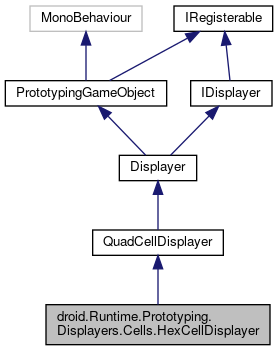 MonoBehaviour
IRegisterable
PrototypingGameObject
IDisplayer
Displayer
QuadCellDisplayer
droid.Runtime.Prototyping.
Displayers.Cells.HexCellDisplayer